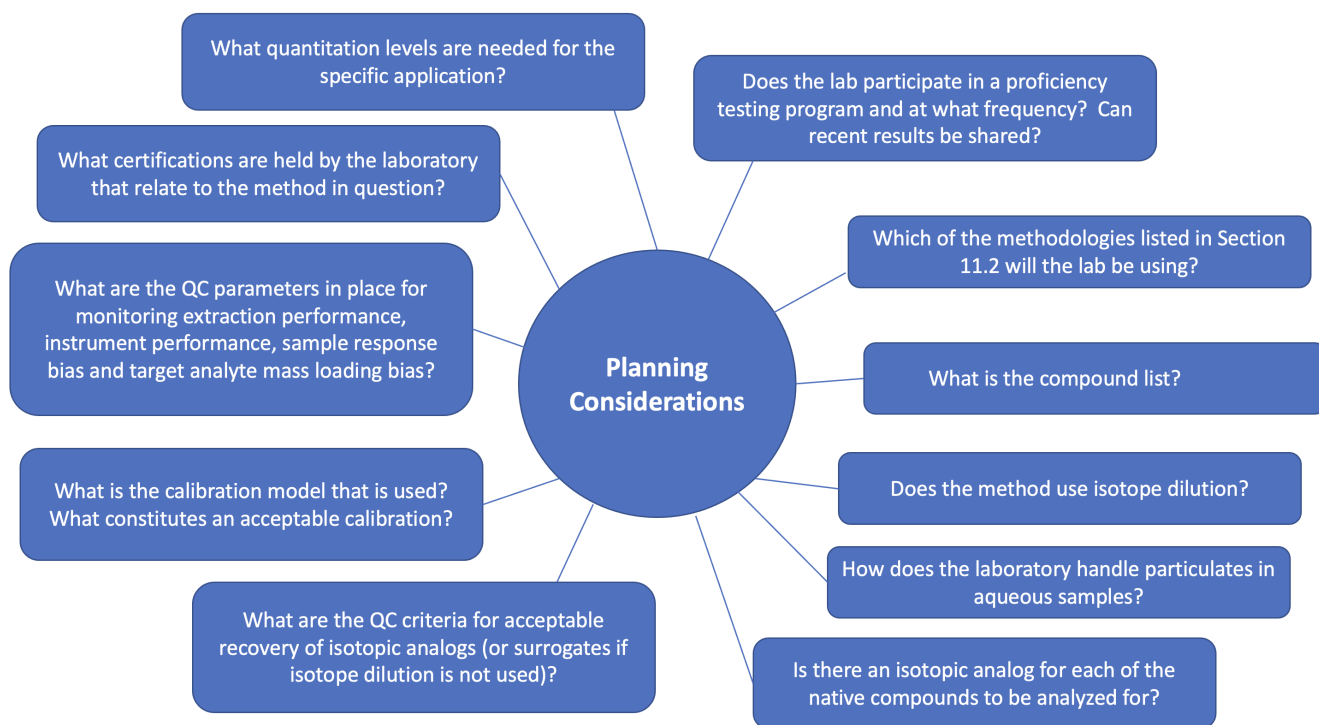 What quantitation levels are needed for the
specific application?
Does the lab participate in a proficiency
testing program and at what frequency?  Can
recent results be shared?
What certifications are held by the laboratory
that relate to the method in question?
Which of the methodologies listed in Section
11.2 will the lab be using?
What are the QC parameters in place for
monitoring extraction performance,
instrument performance, sample response
bias and target analyte mass loading bias?
Planning
Considerations
What is the compound list?
What is the calibration model that is used?
What constitutes an acceptable calibration?
Does the method use isotope dilution?
How does the laboratory handle particulates in
aqueous samples?
What are the QC criteria for acceptable
recovery of isotopic analogs (or surrogates if
isotope dilution is not used)?
Is there an isotopic analog for each of the
native compounds to be analyzed for?